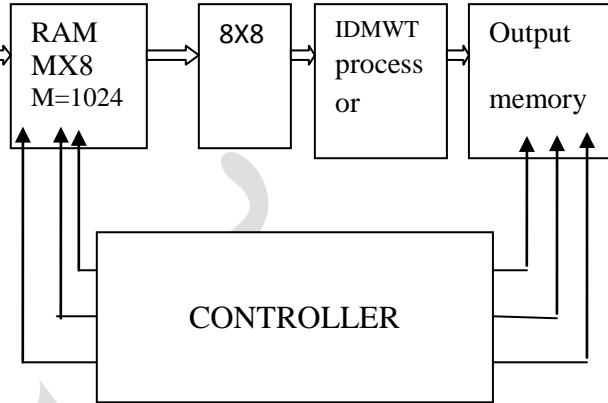 RAM
MX8
M=1024
8X8
IDMWT
process
or
Output
memory
CONTROLLER